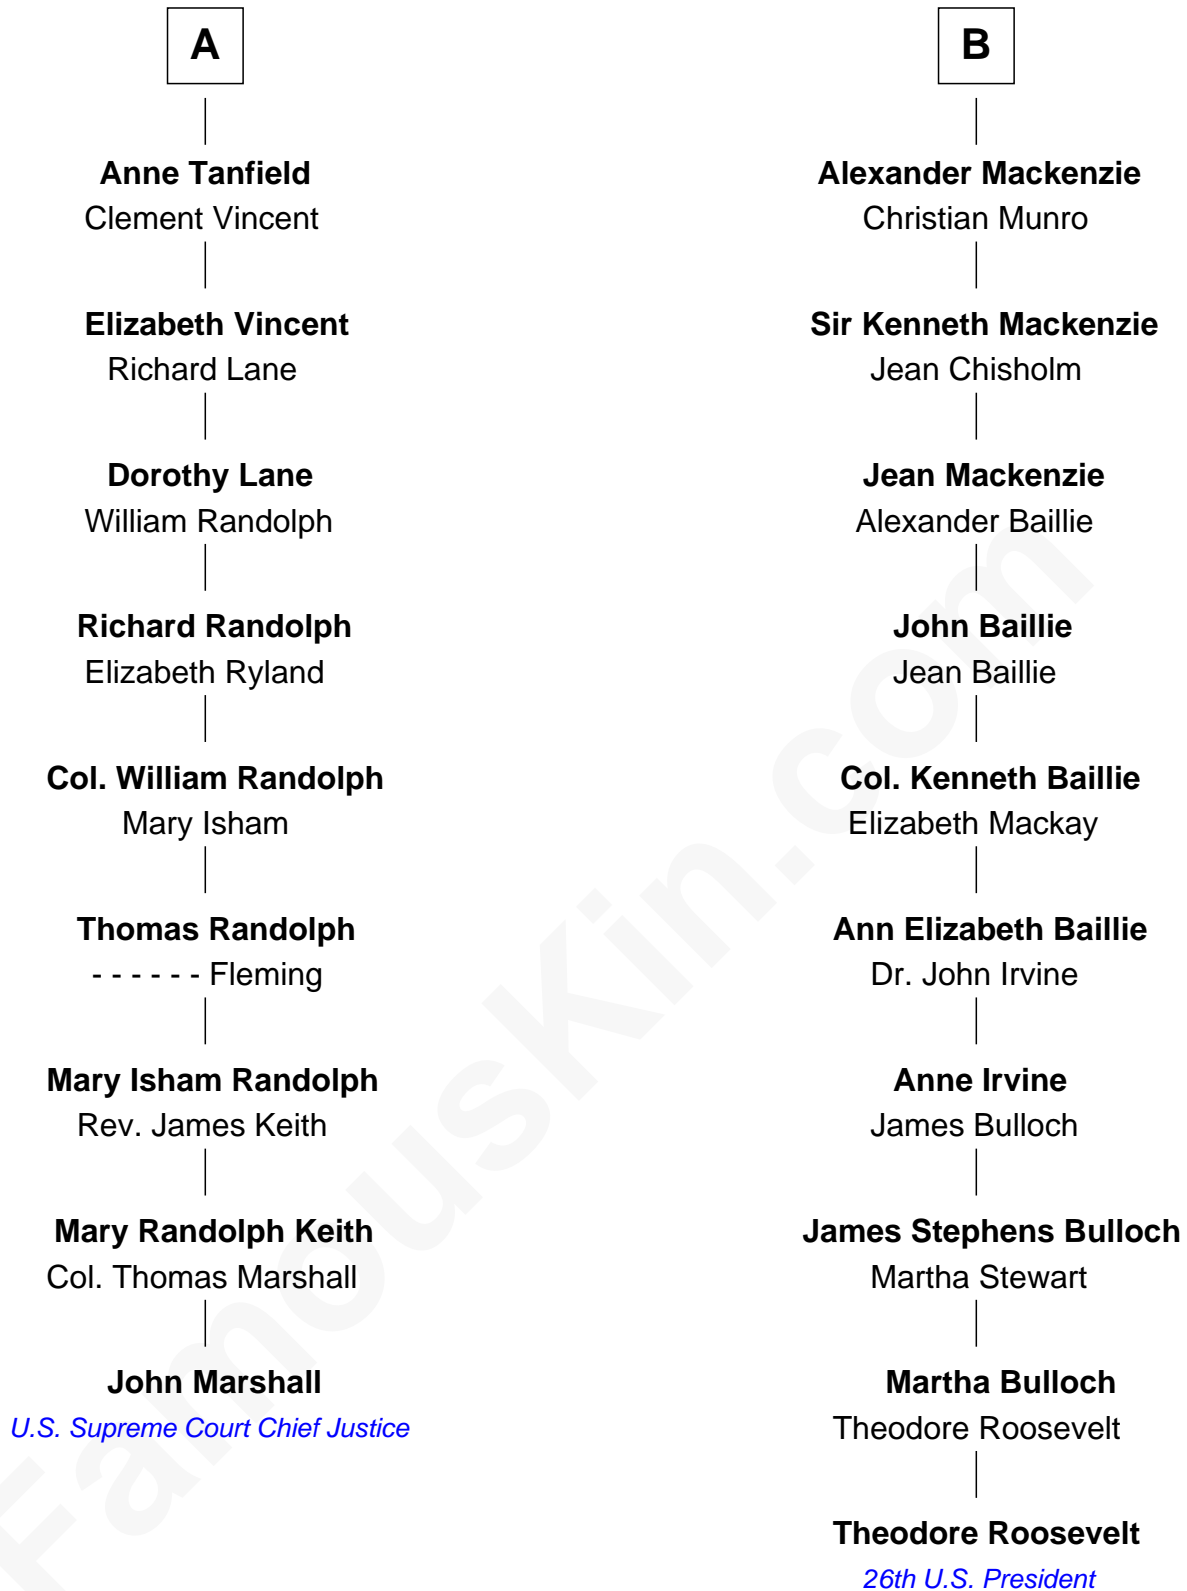 A
Anne Tanfield
Clement Vincent
Elizabeth Vincent
Richard Lane
Dorothy Lane
William Randolph
Richard Randolph
Elizabeth Ryland
Col. William Randolph
Mary Isham
Thomas Randolph
- - - - - - Fleming
Mary Isham Randolph
Rev. James Keith
Mary Randolph Keith
Col. Thomas Marshall
John Marshall
U.S. Supreme Court Chief Justice
B
Alexander Mackenzie
Christian Munro
Sir Kenneth Mackenzie
Jean Chisholm
Jean Mackenzie
Alexander Baillie
John Baillie
Jean Baillie
Col. Kenneth Baillie
Elizabeth Mackay
Ann Elizabeth Baillie
Dr. John Irvine
Anne Irvine
James Bulloch
James Stephens Bulloch
Martha Stewart
Martha Bulloch
Theodore Roosevelt
Theodore Roosevelt
26th U.S. President
FamousKin.com